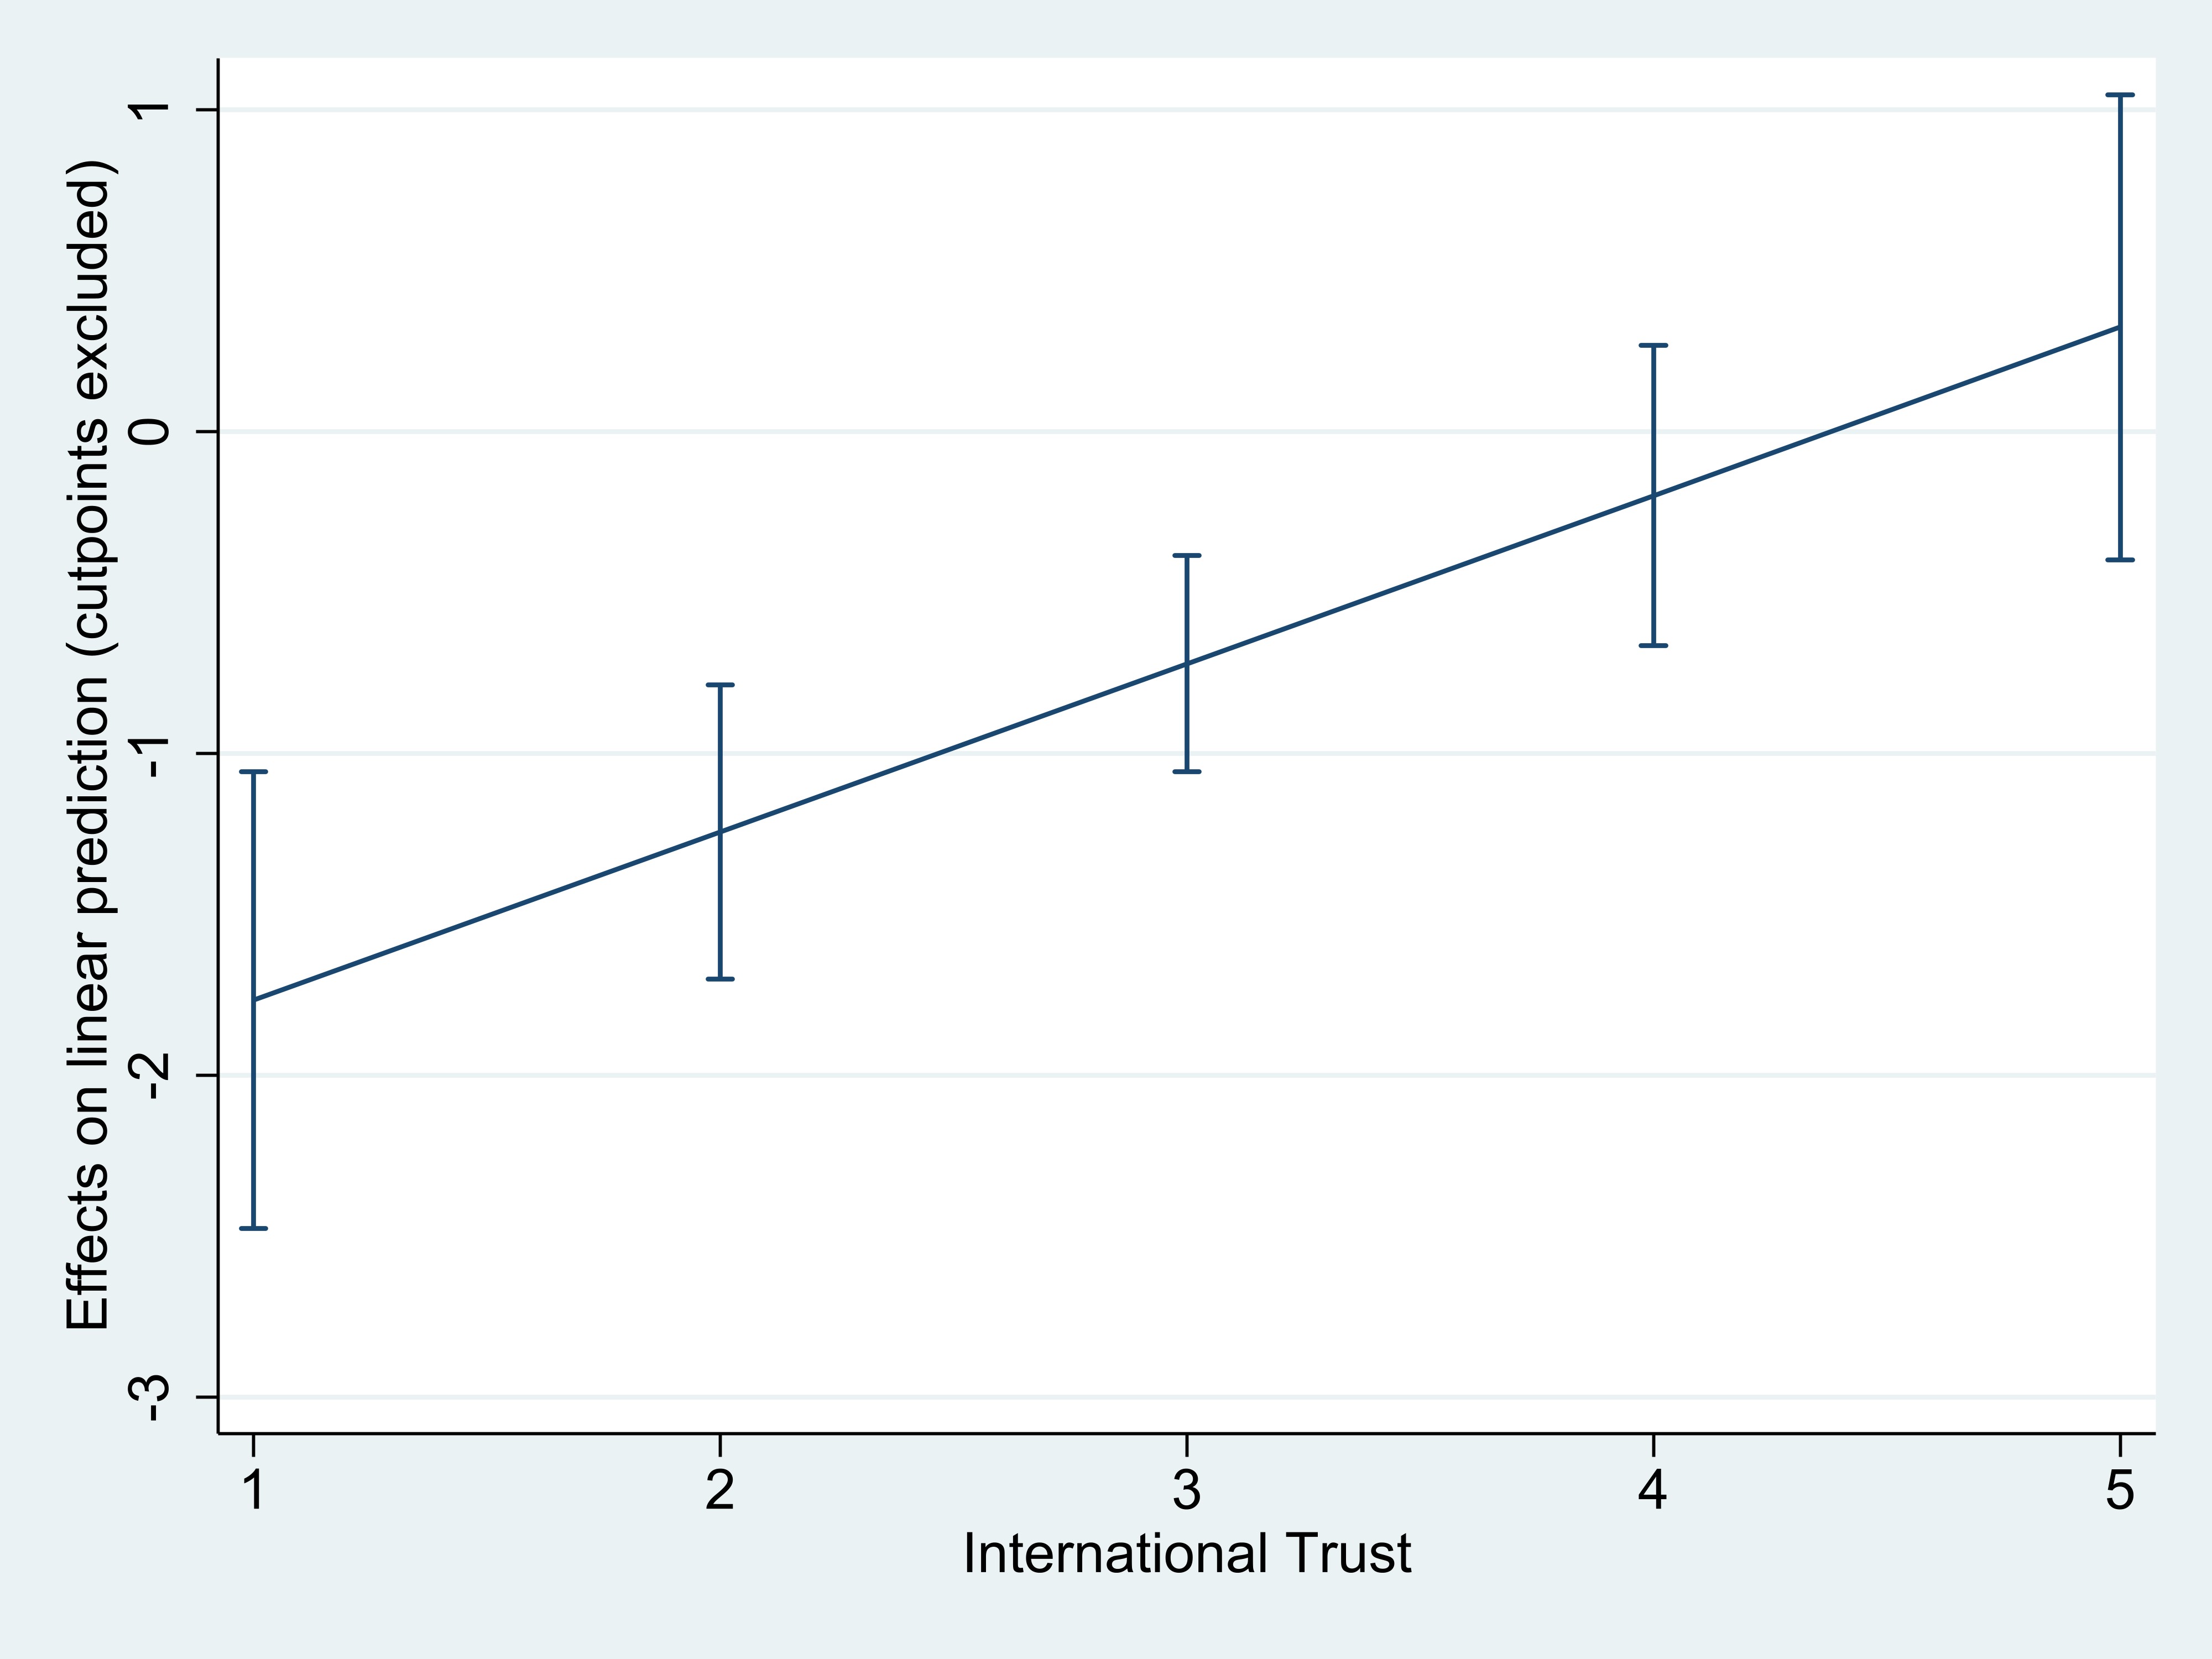 Effects on linear prediction (cutpoints excluded)
1
0
-1
-2
-3
1 2 3 4 5
International Trust